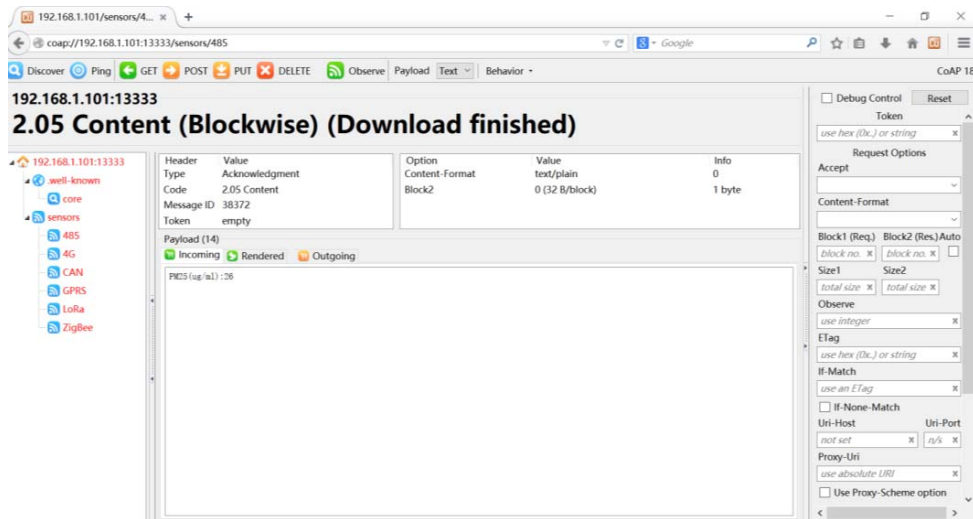 192.168.1.101/sensors/4... × +
coap://192.168.1.101:13333/sensors/485 Google
Discover Ping GET POST PUT DELETE Observe Payload Text Behavior CoAP 18
192.168.1.101:13333
2.05 Content (Blockwise) (Download finished)
192.168.1.101:13333
.well-known
core
sensors
485
4G
CAN
GPRS
LoRa
ZigBee
Header Value
Type Acknowledgment
Code 2.05 Content
Message ID 38372
Token empty
Option Value Info
Content-Format text/plain 0
Block2 0 (32 B/block) 1 byte
Payload (14)
Incoming Rendered Outgoing
PM25(ug/ml):26
Debug Control Reset
Token
use hex (0x..) or string
Request Options
Accept
Content-Format
Block1 (Req.) Block2 (Res.) Auto
block no. block no.
Size1 Size2
total size total size
Observe
use integer
ETag
use hex (0x..) or string
If-Match
use an ETag
If-None-Match
Uri-Host Uri-Port
not set n/s
Proxy-Uri
use absolute URI
Use Proxy-Scheme option